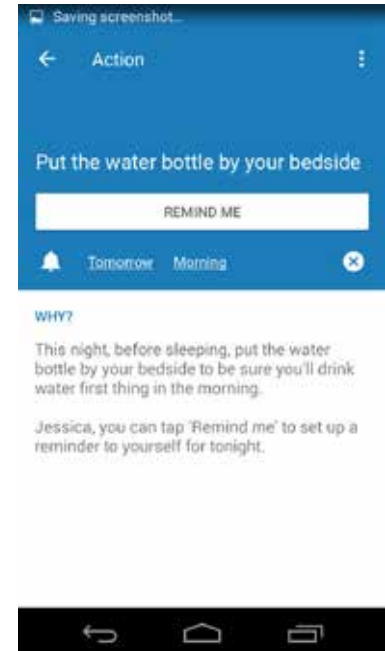 Saving screenshot...
Action
Put the water bottle by your bedside
REMIND ME
Tomorrow Morning
WHY?
This night, before sleeping, put the water
bottle by your bedside to be sure you'll drink
water first thing in the morning.
Jessica, you can tap 'Remind me' to set up a
reminder to yourself for tonight.